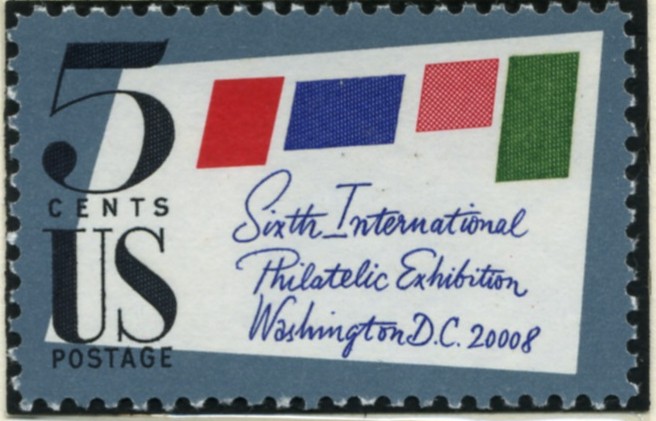 5
CENTS
US
POSTAGE
Sixth International
Philatelic Exhibition
Washington D.C. 20008